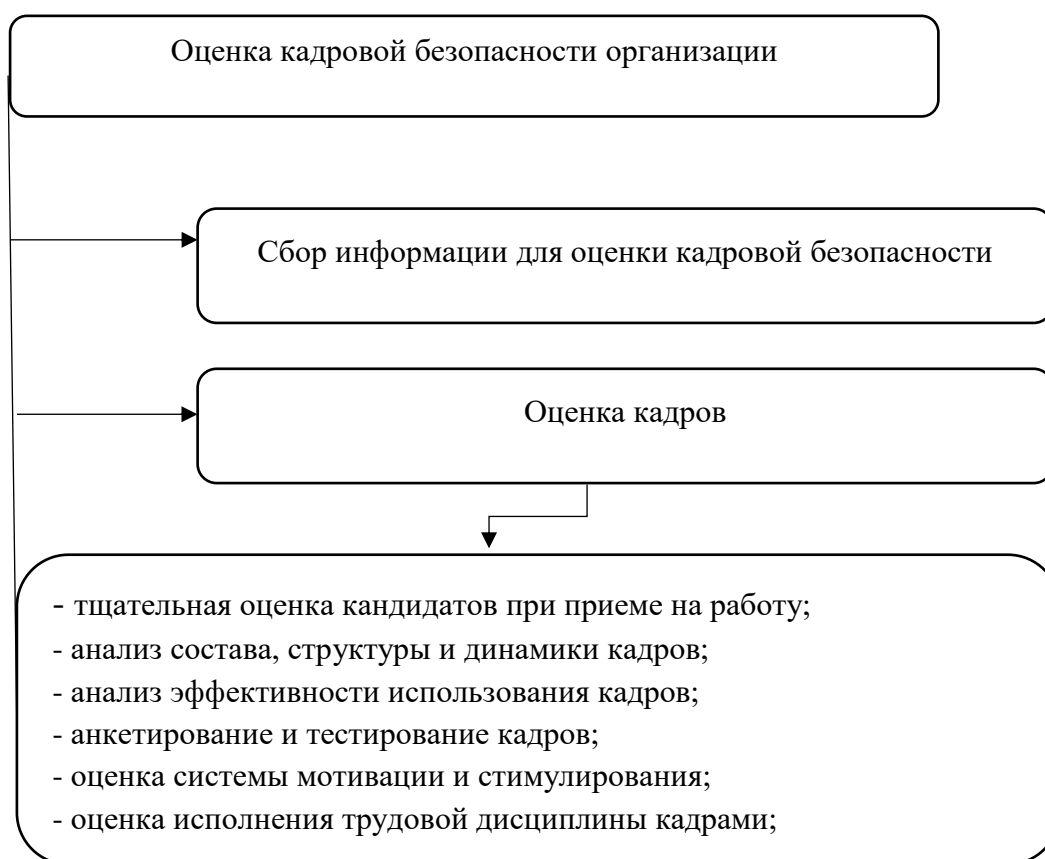 Оценка кадровой безопасности организации
Сбор информации для оценки кадровой безопасности
Оценка кадров
- тщательная оценка кандидатов при приеме на работу;
- анализ состава, структуры и динамики кадров;
- анализ эффективности использования кадров;
- анкетирование и тестирование кадров;
- оценка системы мотивации и стимулирования;
- оценка исполнения трудовой дисциплины кадрами;